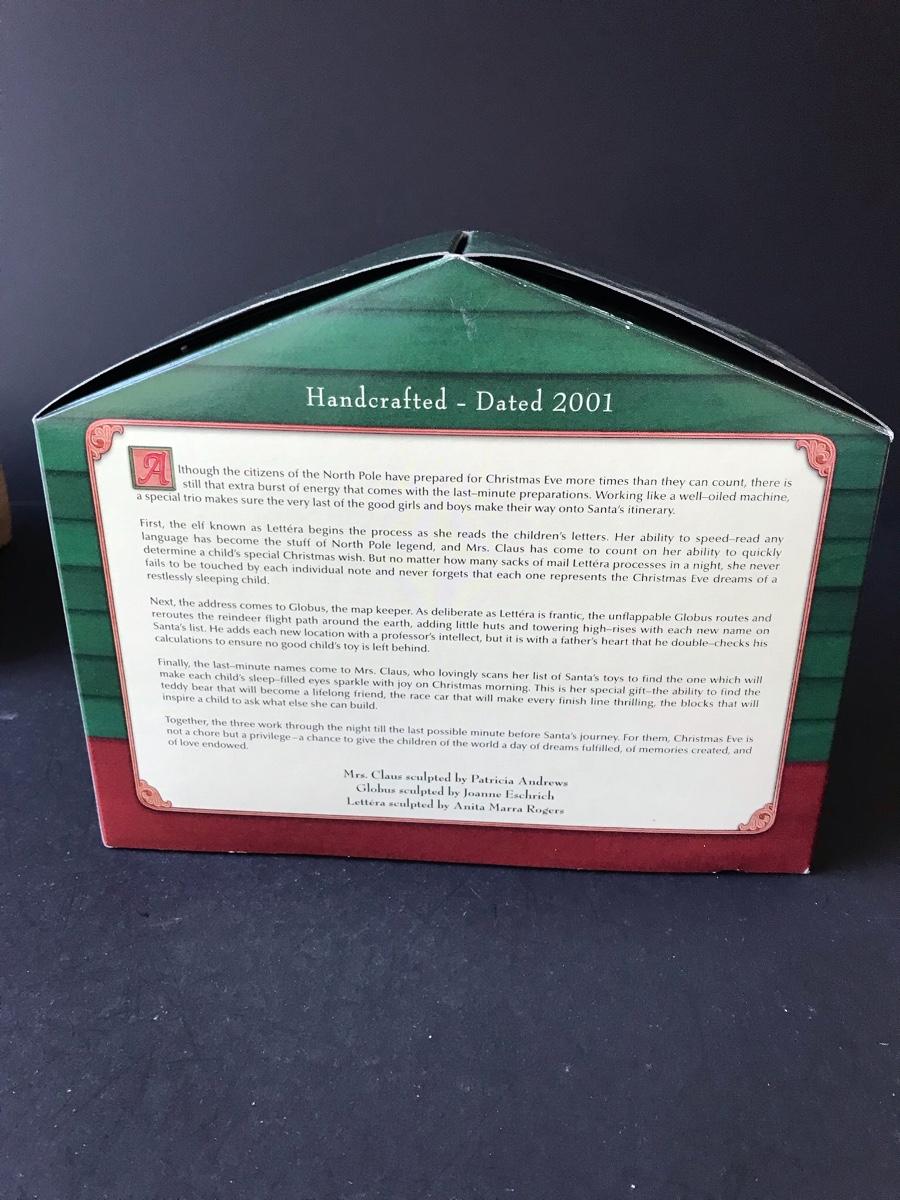 Handcrafted – Dated 2001
Although the citizens of the North Pole have prepared for Christmas Eve more times than they can count, there is
still that extra burst of energy that comes with the last–minute preparations. Working like a well–oiled machine,
a special trio makes sure the very last of the good girls and boys make their way onto Santa's itinerary.
First, the elf known as Lettéra begins the process as she reads the children's letters. Her ability to speed–read any
language has become the stuff of North Pole legend, and Mrs. Claus has come to count on her ability to quickly
determine a child's special Christmas wish. But no matter how many sacks of mail Lettéra processes in a night, she never
fails to be touched by each individual note and never forgets that each one represents the Christmas Eve dreams of a
restlessly sleeping child.
Next, the address comes to Globus, the map keeper. As deliberate as Lettéra is frantic, the unflappable Globus routes and
reroutes the reindeer flight path around the earth, adding little huts and towering high–rises with each new name on
Santa's list. He adds each new location with a professor's intellect, but it is with a father's heart that he double–checks his
calculations to ensure no good child's toy is left behind.
Finally, the last–minute names come to Mrs. Claus, who lovingly scans her list of Santa's toys to find the one which will
make each child's sleep–filled eyes sparkle with joy on Christmas morning. This is her special gift–the ability to find the
teddy bear that will become a lifelong friend, the race car that will make every finish line thrilling, the blocks that will
inspire a child to ask what else she can build.
Together, the three work through the night till the last possible minute before Santa's journey. For them, Christmas Eve is
not a chore but a privilege–a chance to give the children of the world a day of dreams fulfilled, of memories created, and
of love endowed.
Mrs. Claus sculpted by Patricia Andrews
Globus sculpted by Joanne Eschrich
Lettéra sculpted by Anita Marra Rogers